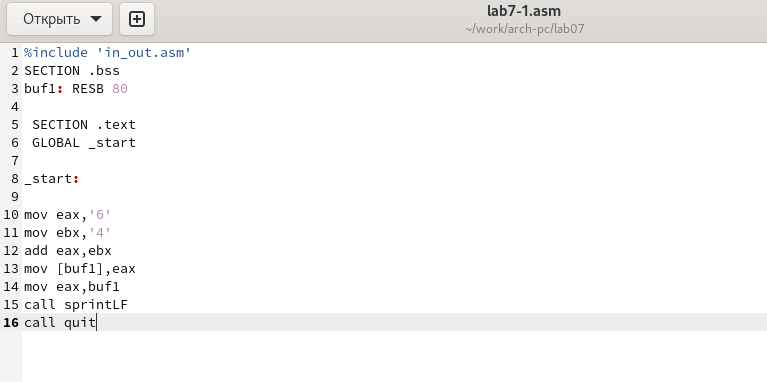 Открыть
lab7-1.asm
~/work/arch-pc/lab07
1 %include 'in_out.asm'
2 SECTION .bss
3 buf1: RESB 80
4
5  SECTION .text
6  GLOBAL _start
7
8 _start:
9
10 mov eax,'6'
11 mov ebx,'4'
12 add eax,ebx
13 mov [buf1],eax
14 mov eax,buf1
15 call sprintLF
16 call quit